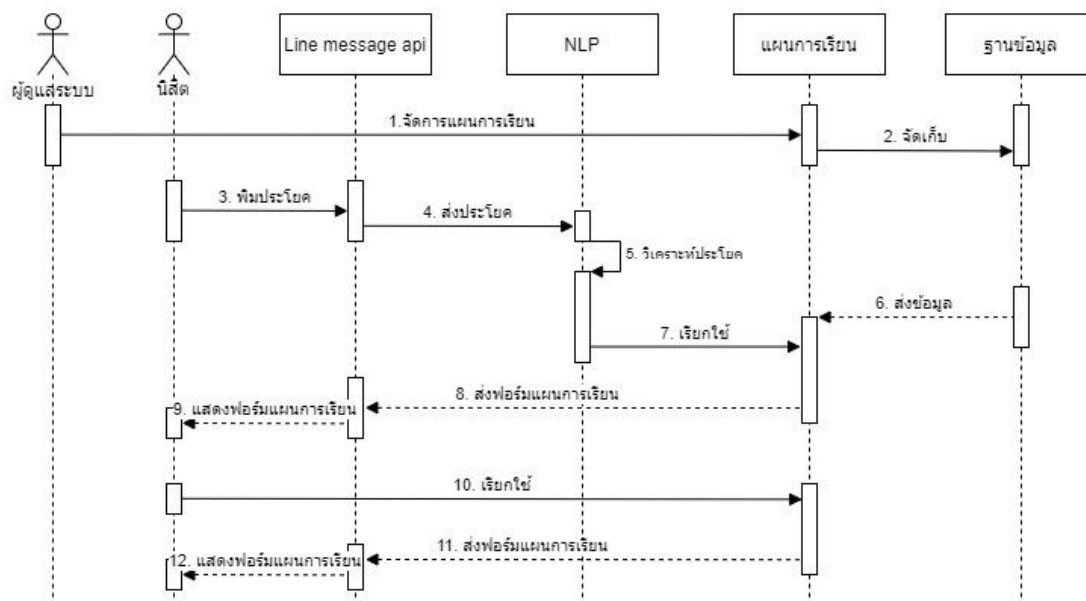 Line message api
NLP
แผนการเรียน
ฐานข้อมูล
ผู้ดูแลระบบ
นิสิต
1.จัดการแผนการเรียน
2. จัดเก็บ
3. พิมประโยค
4. ส่งประโยค
5. วิเคราะห์ประโยค
6. ส่งข้อมูล
7. เรียกใช้
8. ส่งฟอร์มแผนการเรียน
9. แสดงฟอร์มแผนการเรียน
10. เรียกใช้
11. ส่งฟอร์มแผนการเรียน
12. แสดงฟอร์มแผนการเรียน